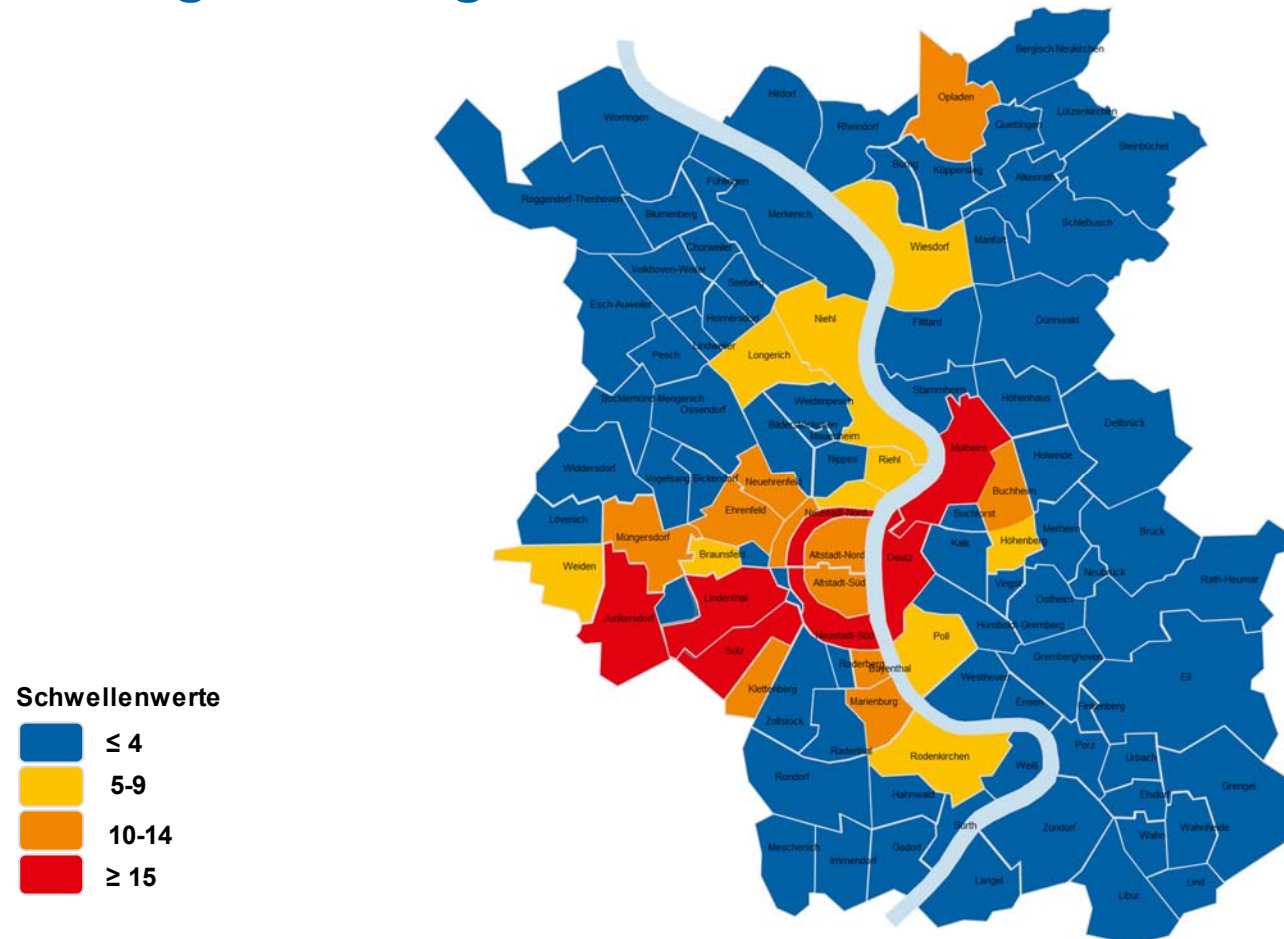 Bergisch Neukirchen
Hitdorf
Opladen
Lützenkirchen
Worringen
Rheindorf
Quettingen
Steinbüchel
Bürrig
Küppersteg
Alkenrath
Fühlingen
Roggendorf-Thenhoven
Blumenberg
Merkenich
Schlebusch
Wiesdorf
Manfort
Chorweiler
Volkhoven-Weiler
Seeberg
Esch-Auweiler
Heimersdorf
Niehl
Flittard
Dünnwald
Lindweiler
Pesch
Longerich
Stammheim
Höhenhaus
Bocklemünd-Mengenich
Ossendorf
Weidenpesch
Dellbrück
Bilderstöckchen
Mauenheim
Mülheim
Holweide
Nippes
Riehl
Widdersdorf
Vogelsang
Bickendorf
Neuehrenfeld
Buchheim
Lövenich
Ehrenfeld
Neustadt-Nord
Buchforst
Merheim
Brück
Müngersdorf
Kalk
Höhenberg
Weiden
Braunsfeld
Altstadt-Nord
Deutz
Neubrück
Rath-Heumar
Altstadt-Süd
Vingst
Ostheim
Lindenthal
Junkersdorf
Humboldt-Gremberg
Neustadt-Süd
Poll
Sülz
Raderberg
Bayenthal
Gremberghoven
Westhoven
Eil
Klettenberg
Marienburg
Ensen
Finkenberg
Zollstock
Raderthal
Porz
Rodenkirchen
Urbach
Weiß
Rondorf
Hahnwald
Elsdorf
Grengel
Sürth
Zündorf
Wahn
Wahnheide
Meschenich
Immendorf
Godorf
Langel
Libur
Lind
Schwellenwerte
≤ 4
5-9
10-14
≥ 15